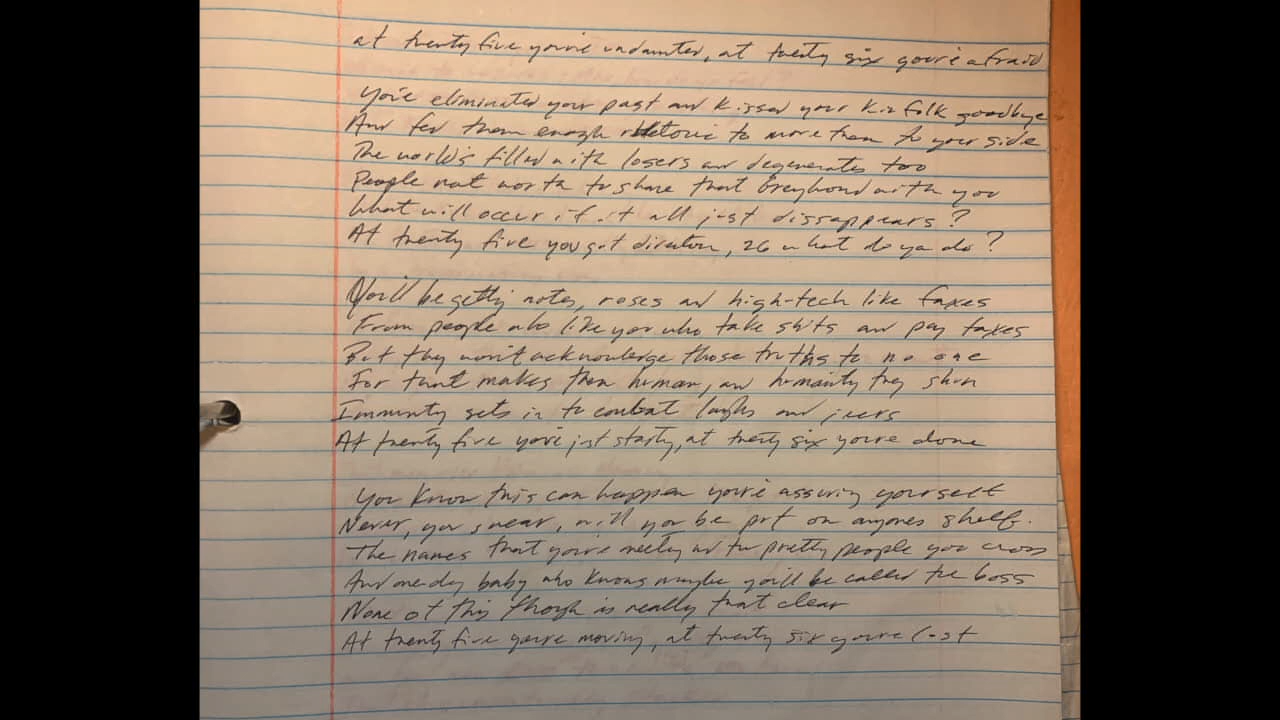 at twenty five you're undaunted, at twenty six you're afraid
You've eliminated your past and kissed your kinfolk goodbye
And fed them enough rhetoric to move them to your side
The world's filled with losers and degenerates too
People not worth to share that Greyhound with you
What will occur if it all just dissappears?
At twenty five you got direction, 26 what do ya do?
You'll be getting notes, roses and high-tech like faxes
From people who like you who take shits and pay taxes
But they won't acknowledge those truths to no one
For that makes them human, and humanity they shun
Immunity sets in to combat laughs and jeers
At twenty five you're just starting, at twenty six you're done
You know this can happen you're assuring yourself
Never, you swear, will you be put on anyones shelf.
The names that you're meeting and the pretty people you cross
And oneday baby who knows maybe you'll be called the boss
None of this though is really that clear
At twenty five you're moving, at twenty six you're lost